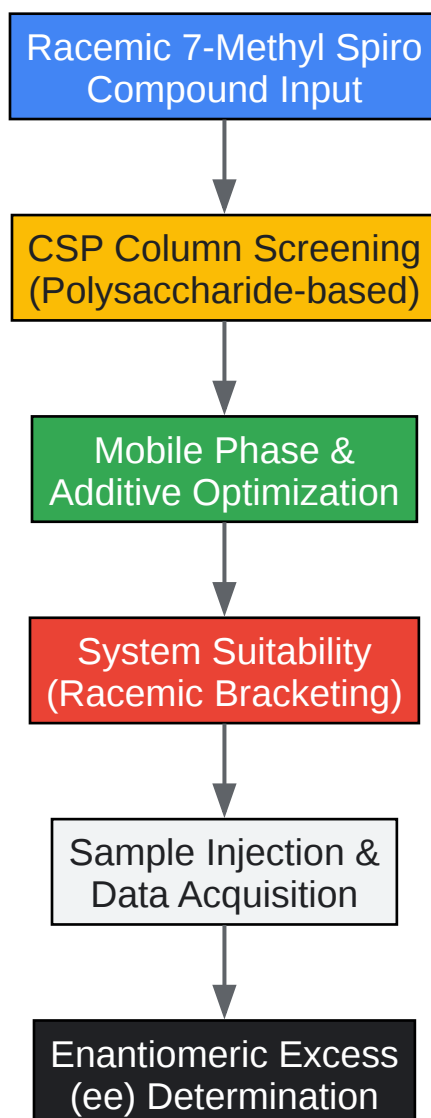 Racemic 7-Methyl Spiro
Compound Input
CSP Column Screening
(Polysaccharide-based)
Mobile Phase &
Additive Optimization
System Suitability
(Racemic Bracketing)
Sample Injection &
Data Acquisition
Enantiomeric Excess
(ee) Determination